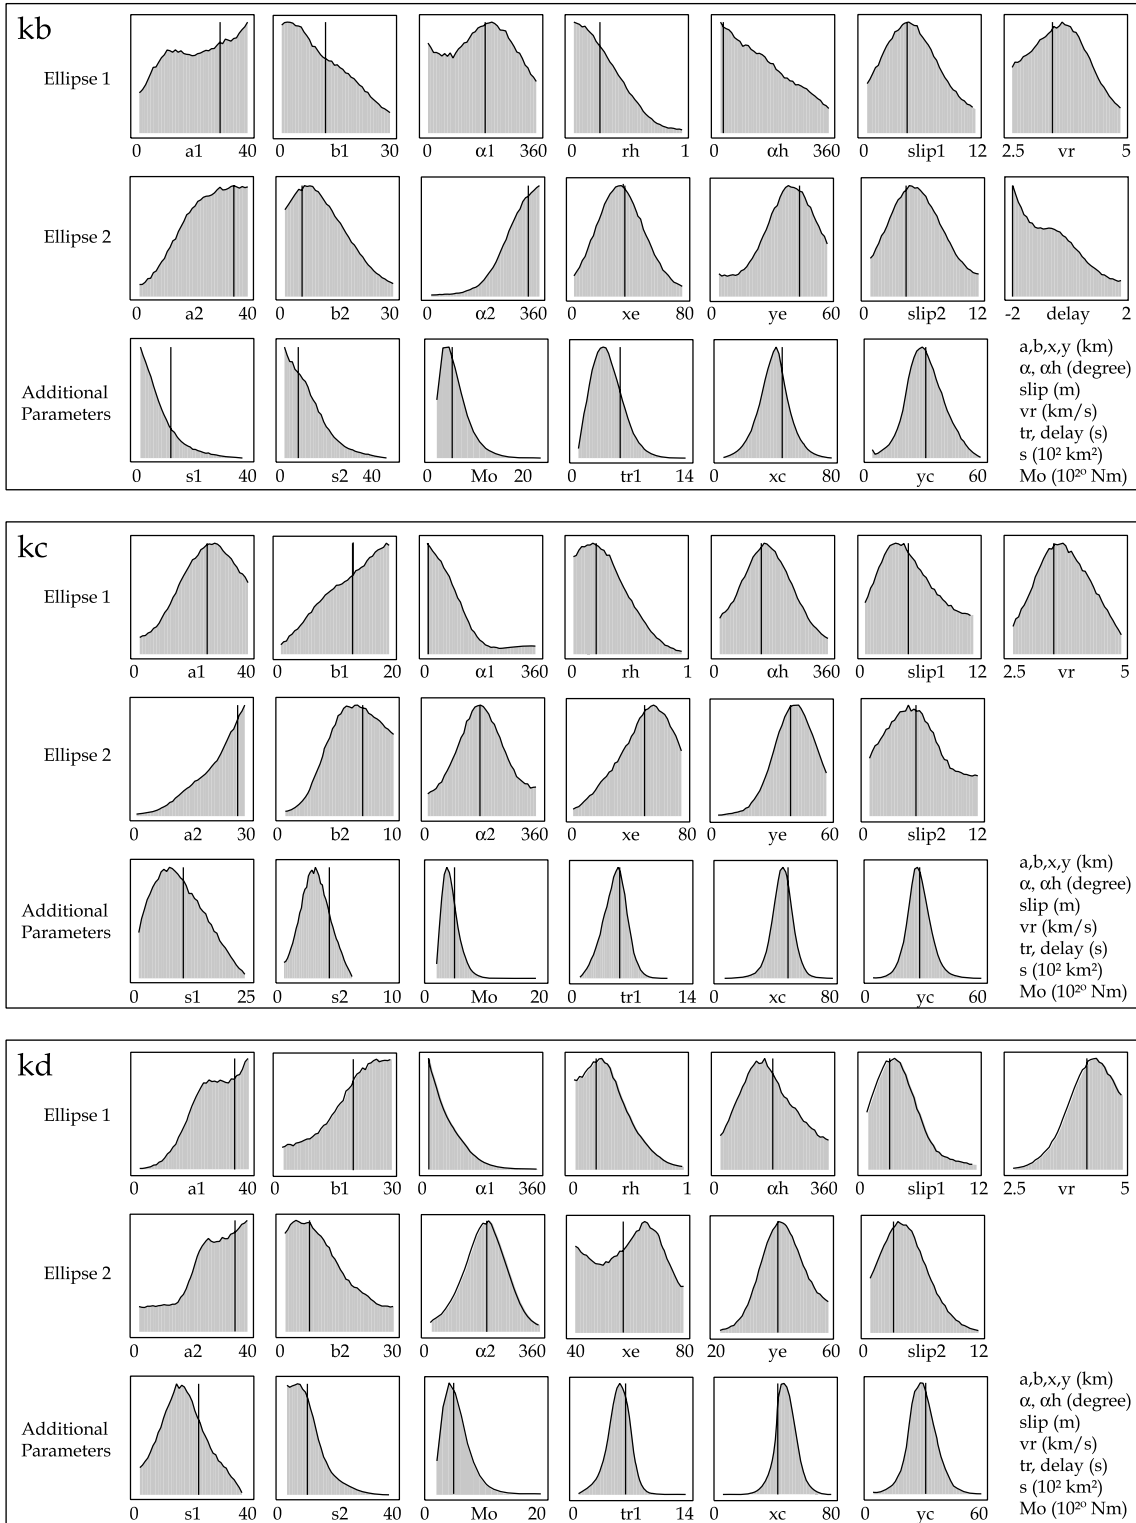 kb
Ellipse 1
0 a1 40 0 b1 30 0 α1 360 0 rh 1 0 αh 360 0 slip1 12 2.5 vr 5
Ellipse 2
0 a2 40 0 b2 30 0 α2 360 0 xe 80 0 ye 60 0 slip2 12 -2 delay 2
Additional
Parameters
0 s1 40 0 s2 40 0 Mo 20 0 tr1 14 0 xc 80 0 yc 60
a,b,x,y (km)
α, αh (degree)
slip (m)
vr (km/s)
tr, delay (s)
s (10² km²)
Mo (10²⁰ Nm)
kc
Ellipse 1
0 a1 40 0 b1 20 0 α1 360 0 rh 1 0 αh 360 0 slip1 12 2.5 vr 5
Ellipse 2
0 a2 30 0 b2 10 0 α2 360 0 xe 80 0 ye 60 0 slip2 12
Additional
Parameters
0 s1 25 0 s2 10 0 Mo 20 0 tr1 14 0 xc 80 0 yc 60
a,b,x,y (km)
α, αh (degree)
slip (m)
vr (km/s)
tr, delay (s)
s (10² km²)
Mo (10²⁰ Nm)
kd
Ellipse 1
0 a1 40 0 b1 30 0 α1 360 0 rh 1 0 αh 360 0 slip1 12 2.5 vr 5
Ellipse 2
0 a2 40 0 b2 30 0 α2 360 40 xe 80 20 ye 60 0 slip2 12
Additional
Parameters
0 s1 40 0 s2 40 0 Mo 20 0 tr1 14 0 xc 80 0 yc 60
a,b,x,y (km)
α, αh (degree)
slip (m)
vr (km/s)
tr, delay (s)
s (10² km²)
Mo (10²⁰ Nm)